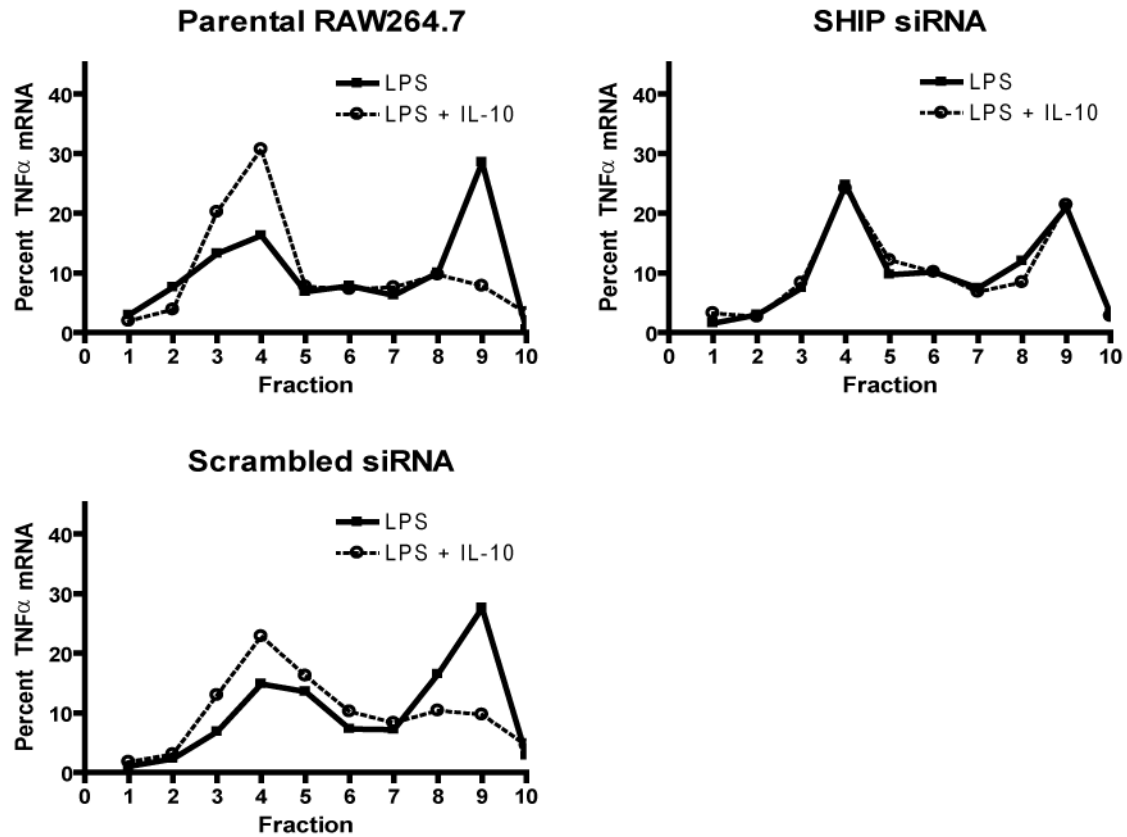 Parental RAW264.7
Percent TNFα mRNA
40
30
20
10
0
LPS
LPS + IL-10
0 1 2 3 4 5 6 7 8 9 10
Fraction
SHIP siRNA
Percent TNFα mRNA
40
30
20
10
0
LPS
LPS + IL-10
0 1 2 3 4 5 6 7 8 9 10
Fraction
Scrambled siRNA
Percent TNFα mRNA
40
30
20
10
0
LPS
LPS + IL-10
0 1 2 3 4 5 6 7 8 9 10
Fraction